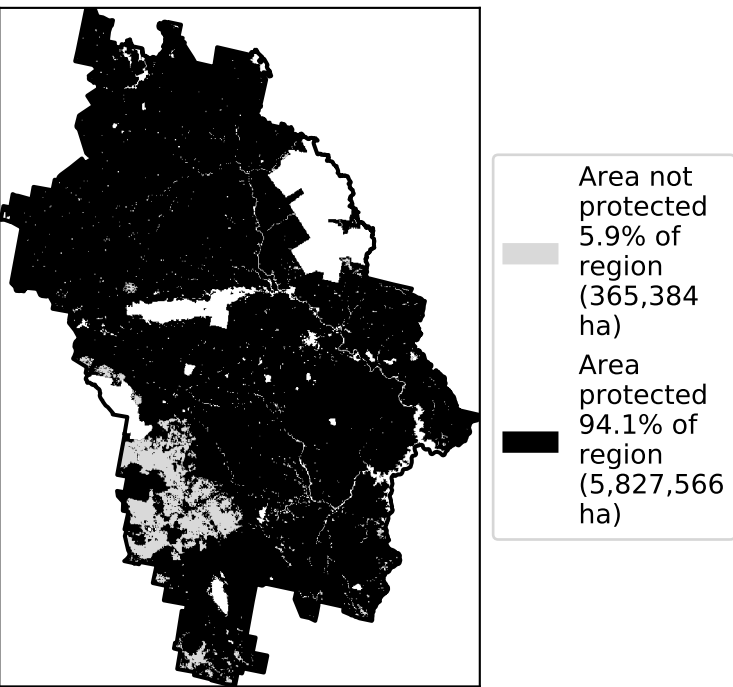 Area not
protected
5.9% of
region
(365,384
ha)
Area
protected
94.1% of
region
(5,827,566
ha)